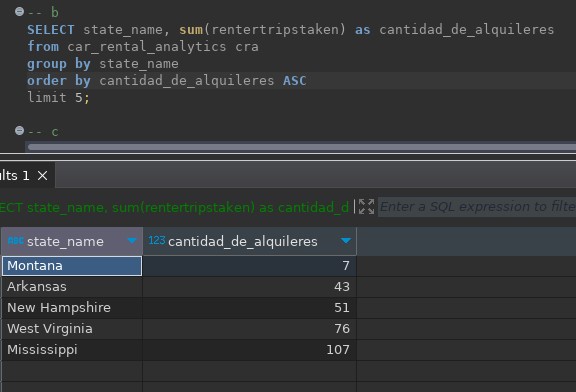 -- b
SELECT state_name, sum(rentertripstaken) as cantidad_de_alquileres
from car_rental_analytics cra
group by state_name
order by cantidad_de_alquileres ASC
limit 5;
-- c
ults 1
ECT state_name, sum(rentertripstaken) as cantidad_d
Enter a SQL expression to filte
state_name 123 cantidad_de_alquileres
Montana 7
Arkansas 43
New Hampshire 51
West Virginia 76
Mississippi 107